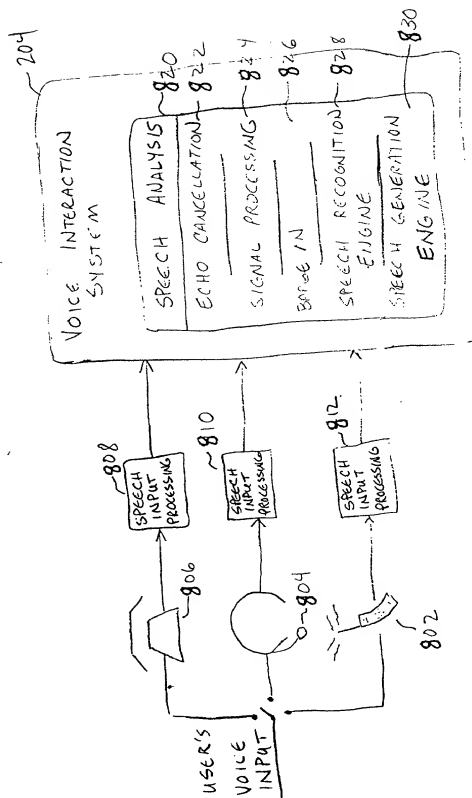 204
VOICE INTERACTION
SYSTEM
SPEECH ANALYSIS
820
ECHO CANCELLATION
822
SIGNAL PROCESSING
824
BARGE IN
826
SPEECH RECOGNITION
ENGINE
828
SPEECH GENERATION
ENGINE
830
808
SPEECH
INPUT
PROCESSING
810
SPEECH
INPUT
PROCESSING
812
SPEECH
INPUT
PROCESSING
806
804
802
USER'S
VOICE
INPUT